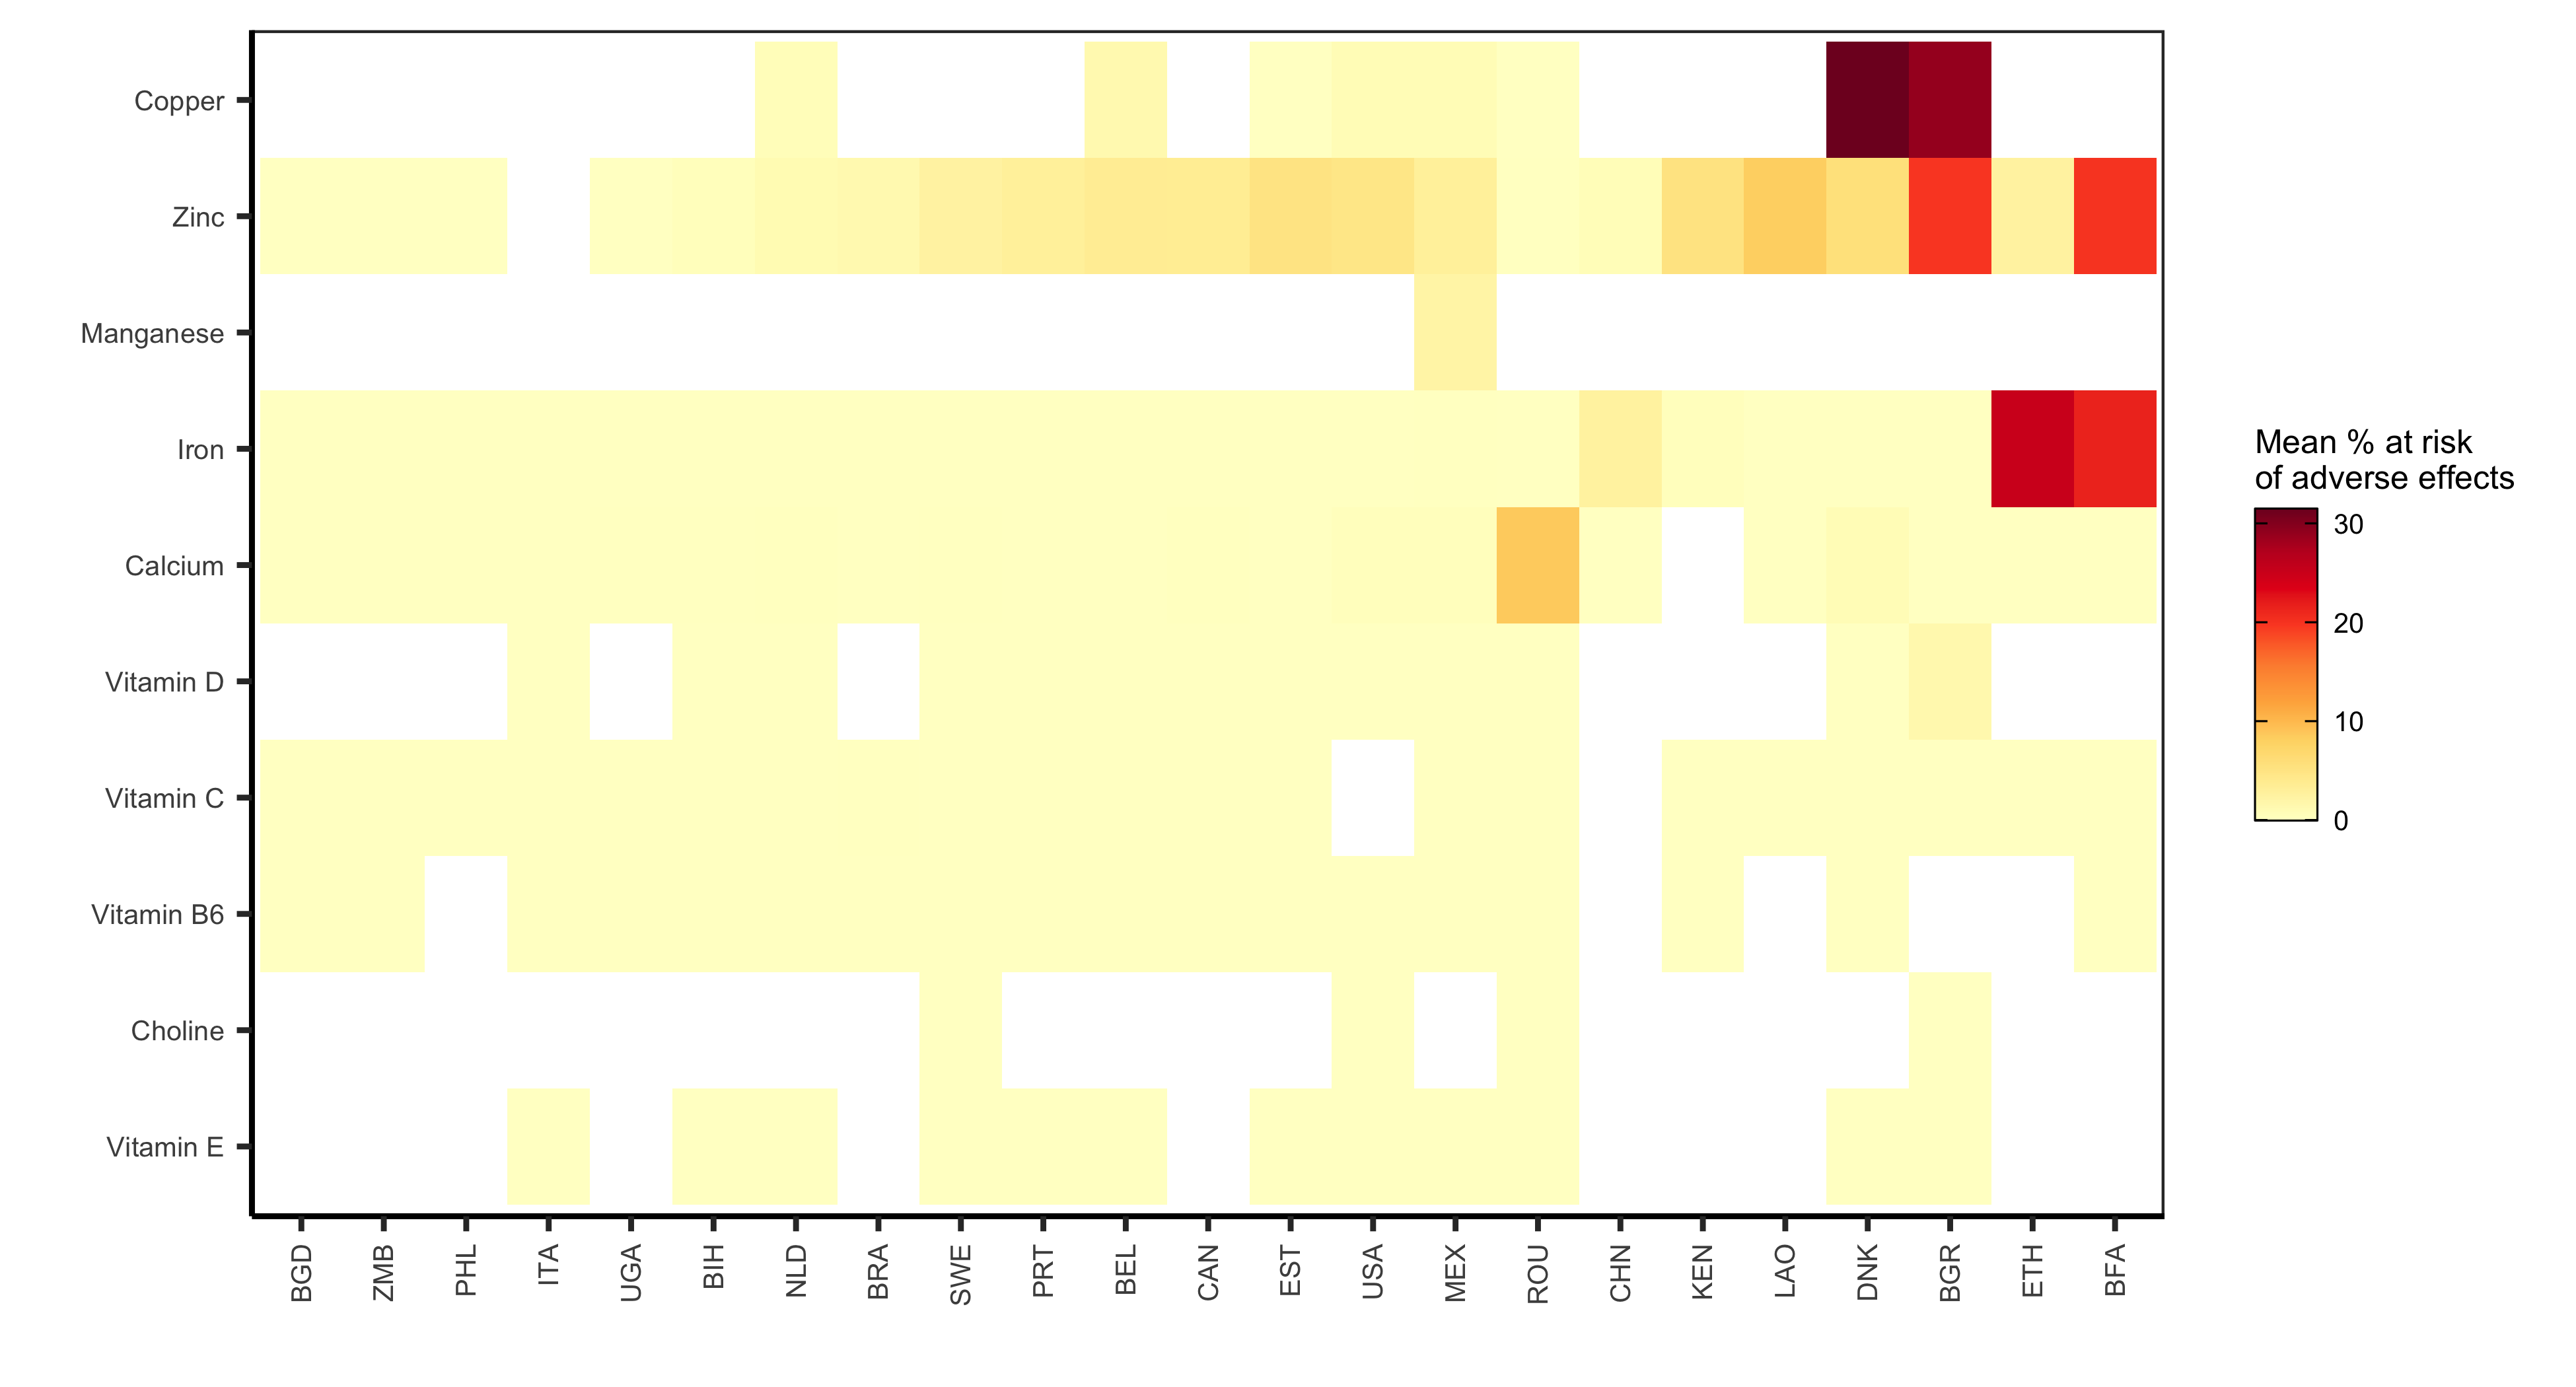 Copper
Zinc
Manganese
Iron
Calcium
Vitamin D
Vitamin C
Vitamin B6
Choline
Vitamin E
BGD
ZMB
PHL
ITA
UGA
BIH
NLD
BRA
SWE
PRT
BEL
CAN
EST
USA
MEX
ROU
CHN
KEN
LAO
DNK
BGR
ETH
BFA
Mean % at risk
of adverse effects
30
20
10
0